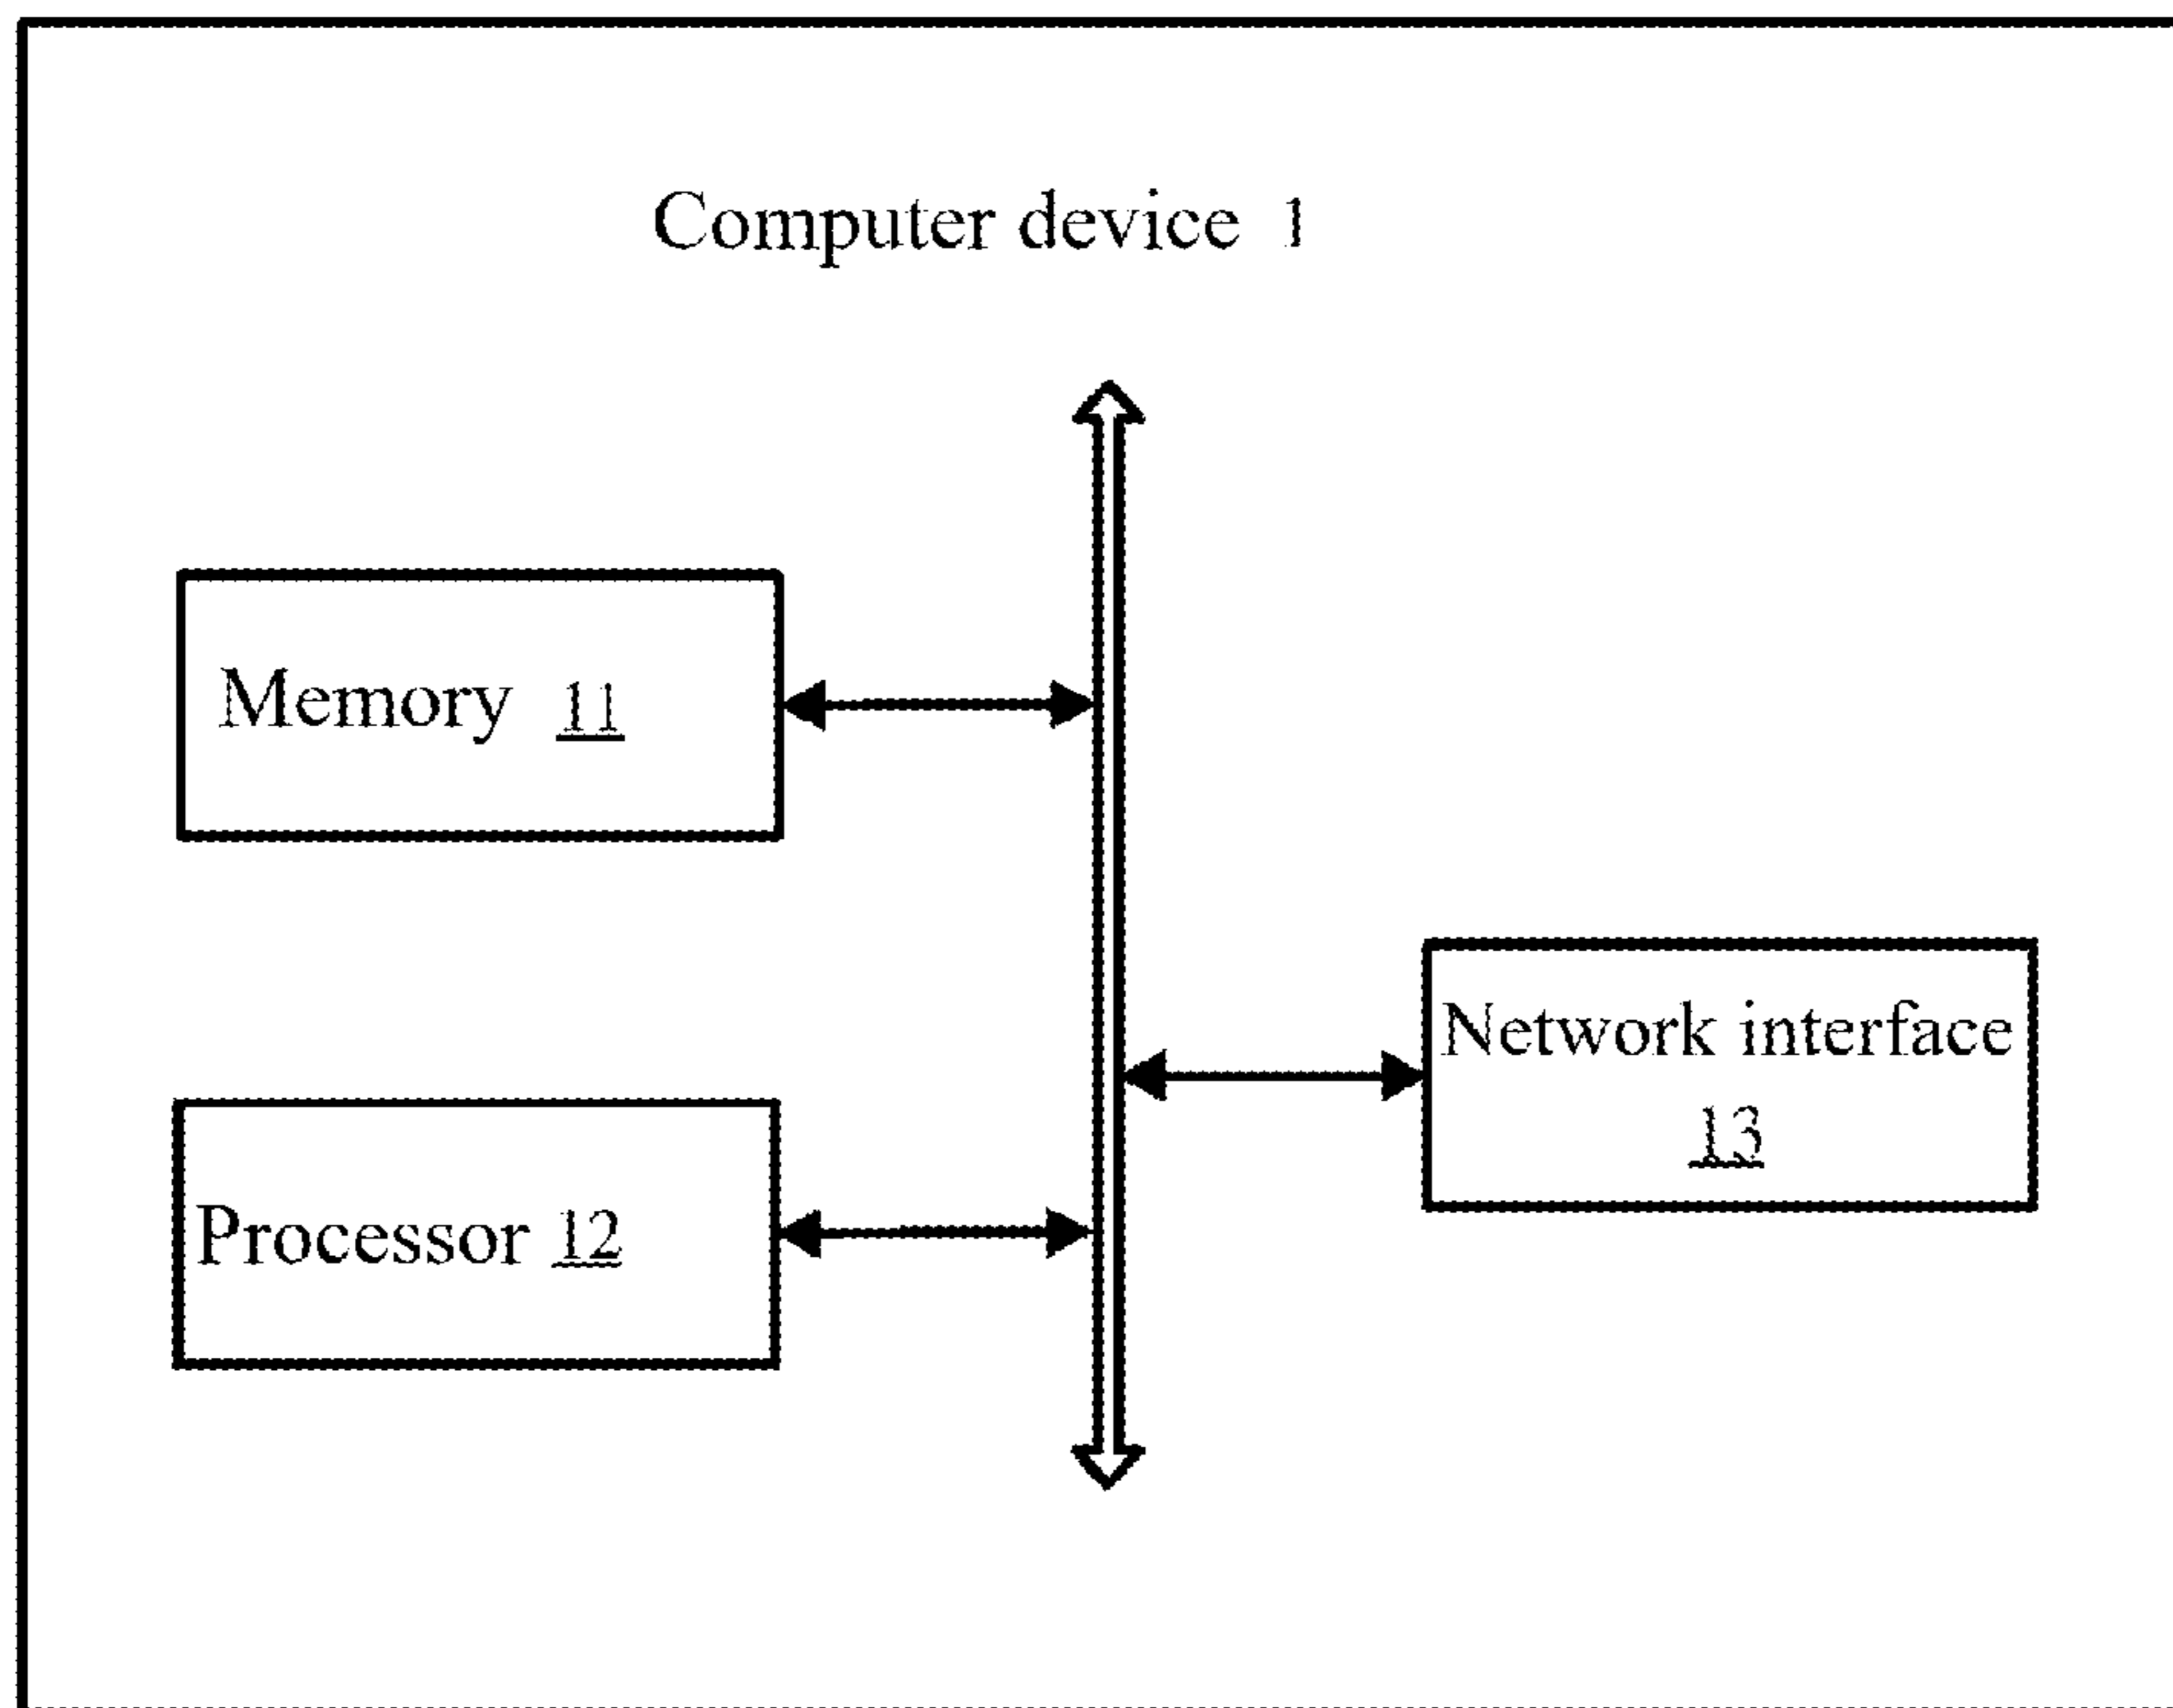 Computer device 1
Memory 11
Network interface
13
Processor 12